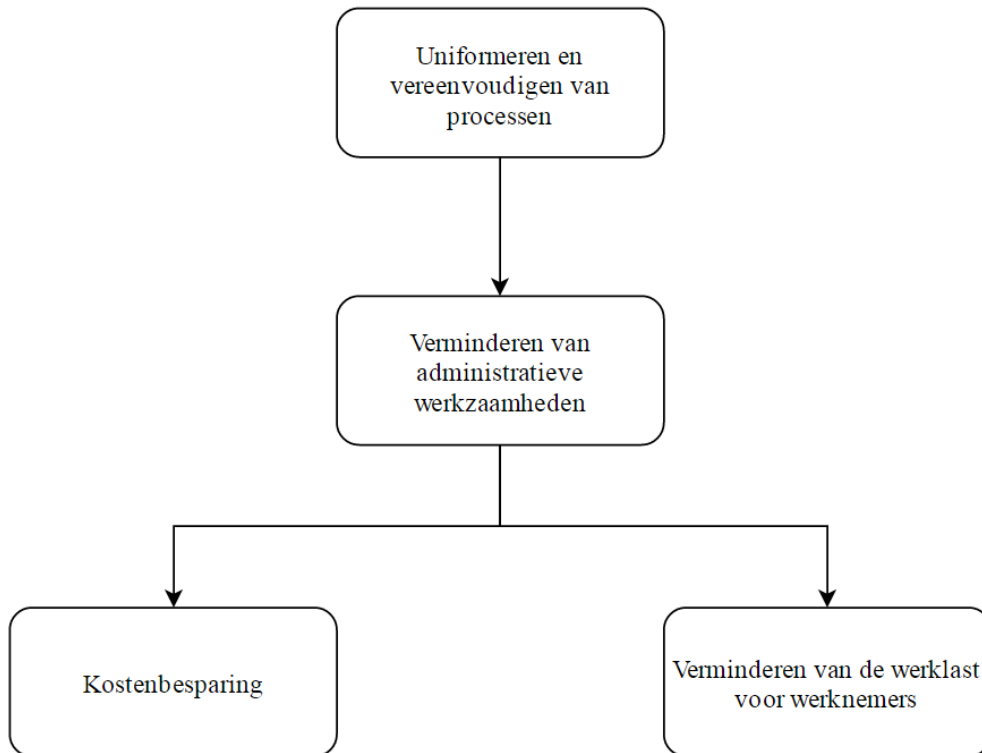 Uniformeren en
vereenvoudigen van
processen
Verminderen van
administratieve
werkzaamheden
Kostenbesparing
Verminderen van de werklast
voor werknemers